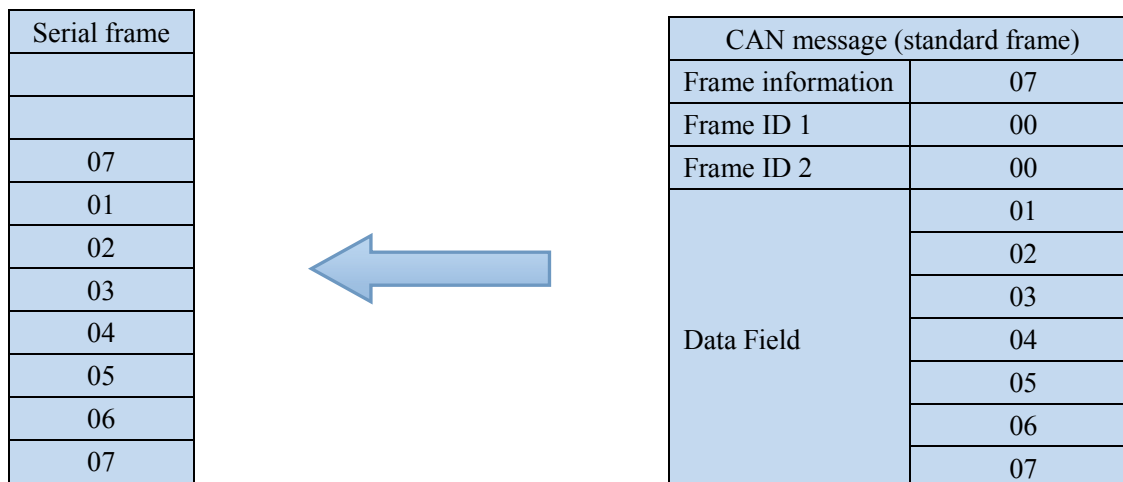 Serial frame
07
01
02
03
04
05
06
07
CAN message (standard frame)
Frame information 07
Frame ID 1 00
Frame ID 2 00
Data Field
01
02
03
04
05
06
07